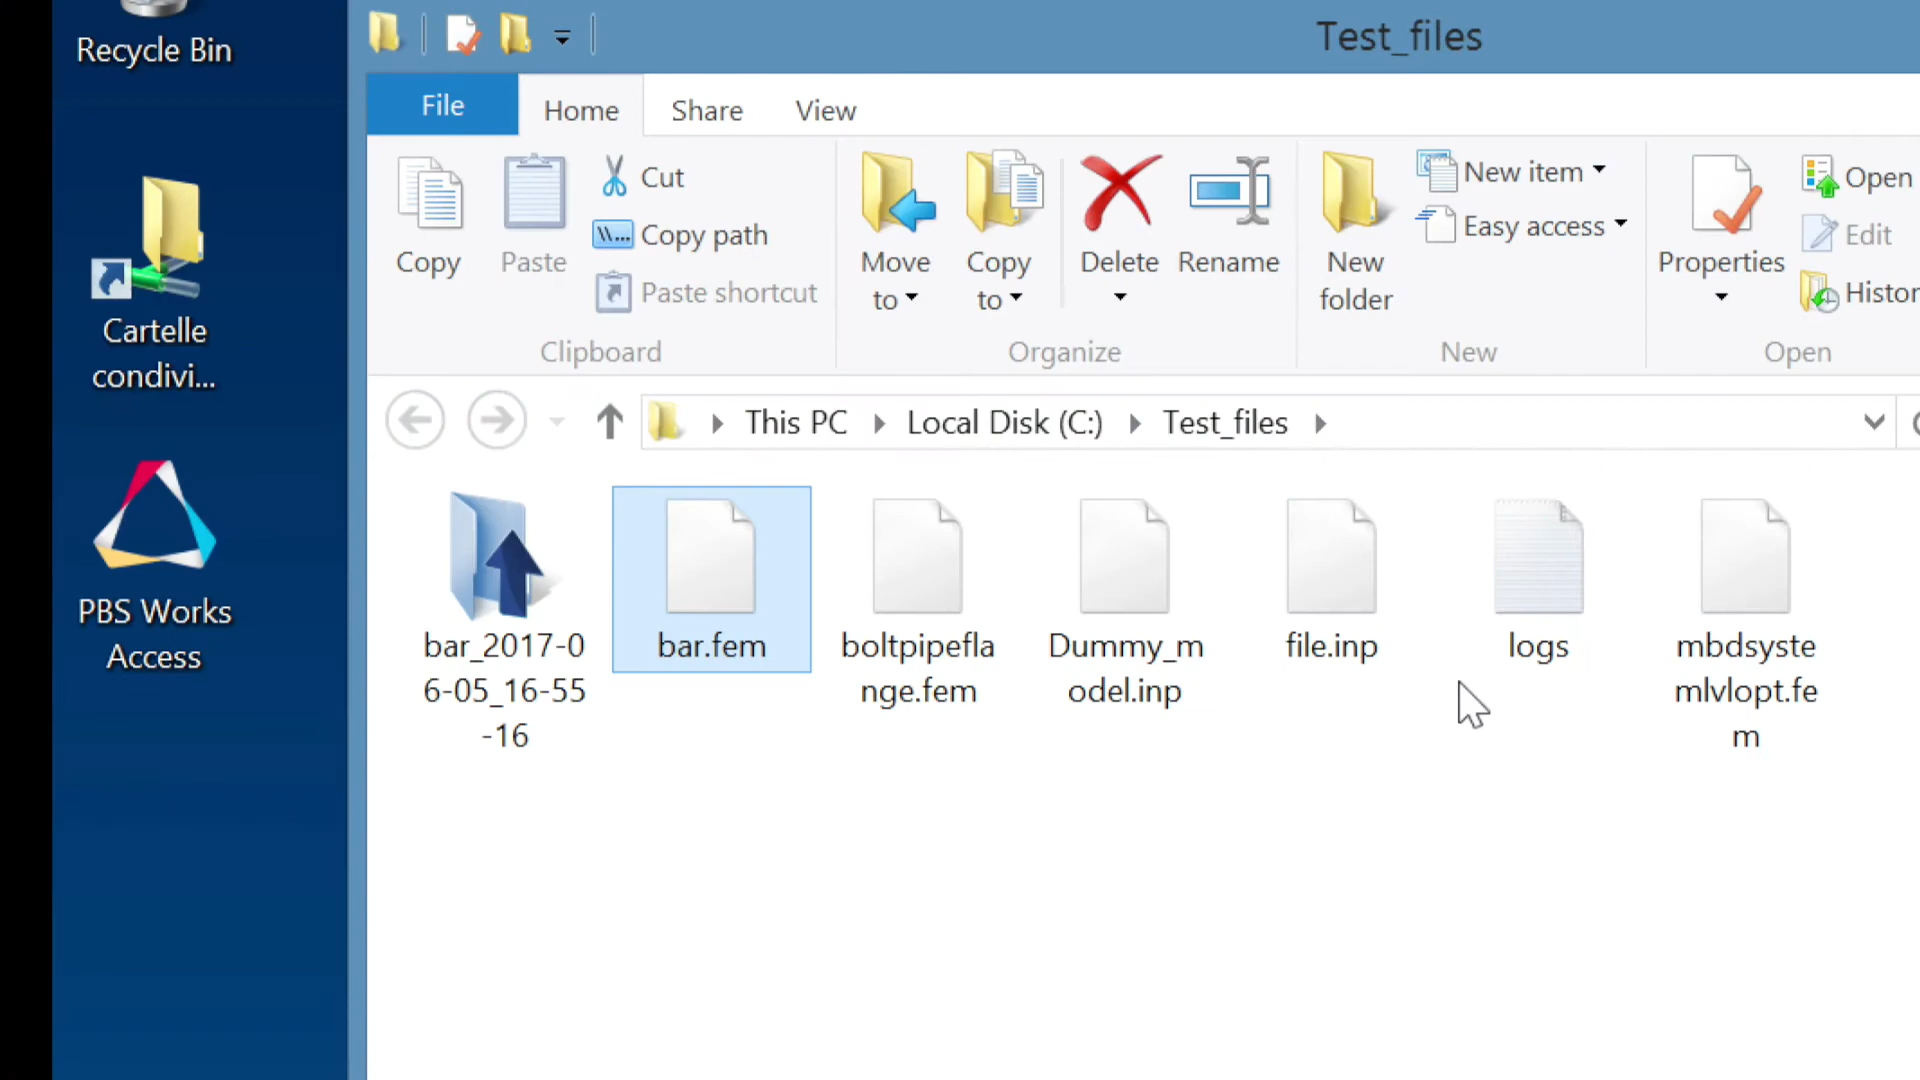 Recycle Bin
Cartelle
condivi...
PBS Works
Access
Test_files
File
Home
Share
View
Copy
Paste
Cut
\\...
Copy path
Paste shortcut
Clipboard
Move
to
Copy
to
Delete
Rename
Organize
New
folder
New item
Easy access
New
Properties
Open
Edit
Histor
Open
This PC
Local Disk (C:)
Test_files
bar_2017-0
6-05_16-55
-16
bar.fem
boltpipefla
nge.fem
Dummy_m
odel.inp
file.inp
logs
mbdsyste
mlvlopt.fe
m